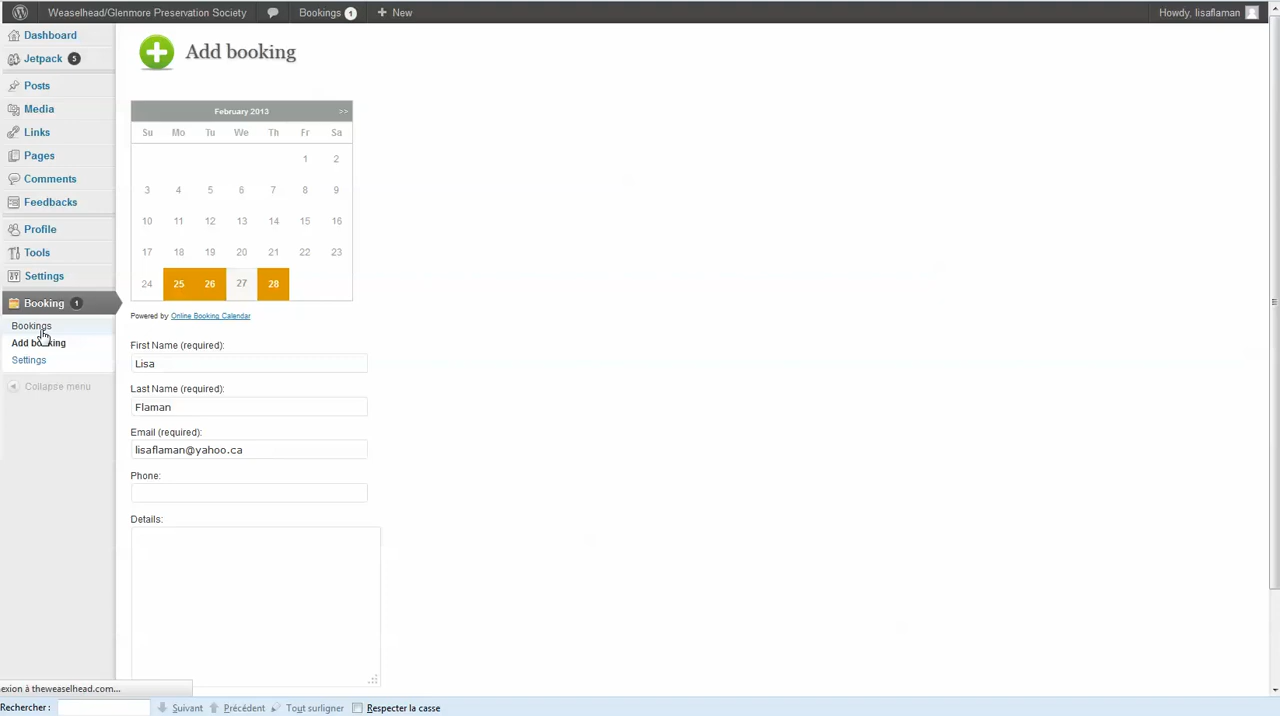 Weaselhead/Glenmore Preservation Society Bookings 1 + New Howdy, lisaflaman
Dashboard
Jetpack 5
Posts
Media
Links
Pages
Comments
Feedbacks
Profile
Tools
Settings
Booking 1
Bookings
Add booking
Settings
Collapse menu
Add booking
February 2013 >>
Su Mo Tu We Th Fr Sa
1 2
3 4 5 6 7 8 9
10 11 12 13 14 15 16
17 18 19 20 21 22 23
24 25 26 27 28
Powered by Online Booking Calendar
First Name (required):
Lisa
Last Name (required):
Flaman
Email (required):
lisaflaman@yahoo.ca
Phone:
Details:
exion à theweaselhead.com...
Rechercher : Suivant Précédent Tout surligner Respecter la casse